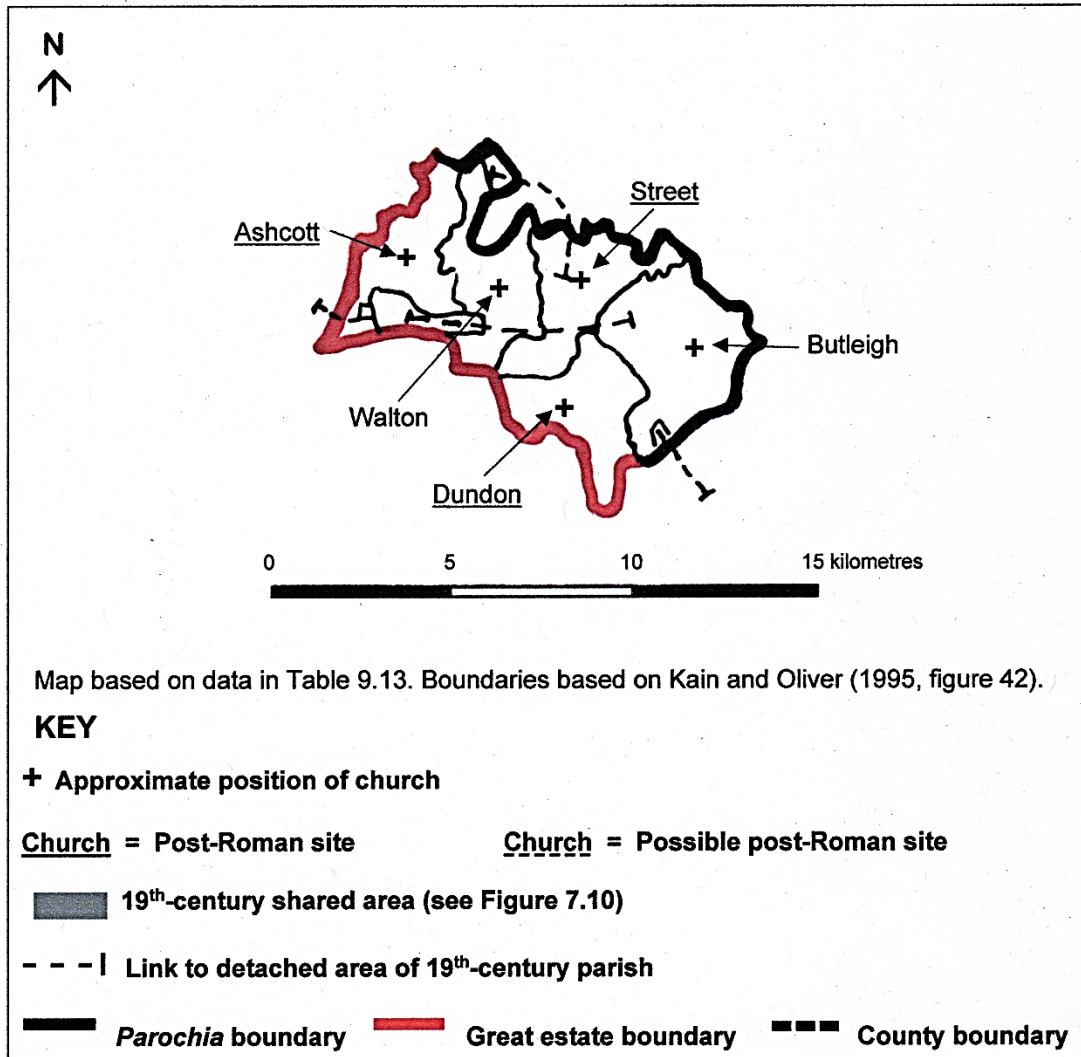 N
Street
Ashcott
Butleigh
Walton
Dundon
0 5 10 15 kilometres
Map based on data in Table 9.13. Boundaries based on Kain and Oliver (1995, figure 42).
KEY
+ Approximate position of church
Church = Post-Roman site Church = Possible post-Roman site
19th-century shared area (see Figure 7.10)
Link to detached area of 19th-century parish
Parochia boundary Great estate boundary County boundary